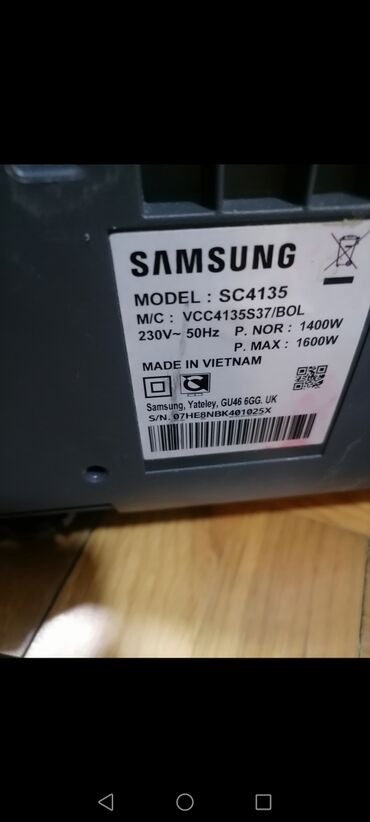 SAMSUNG
MODEL : SC4135
M/C : VCC4135S37/BOL
230V~ 50Hz P. NOR : 1400W
P. MAX : 1600W
MADE IN VIETNAM
Samsung, Yateley, GU46 6GG. UK
S/N. 07HE8NBK401025X